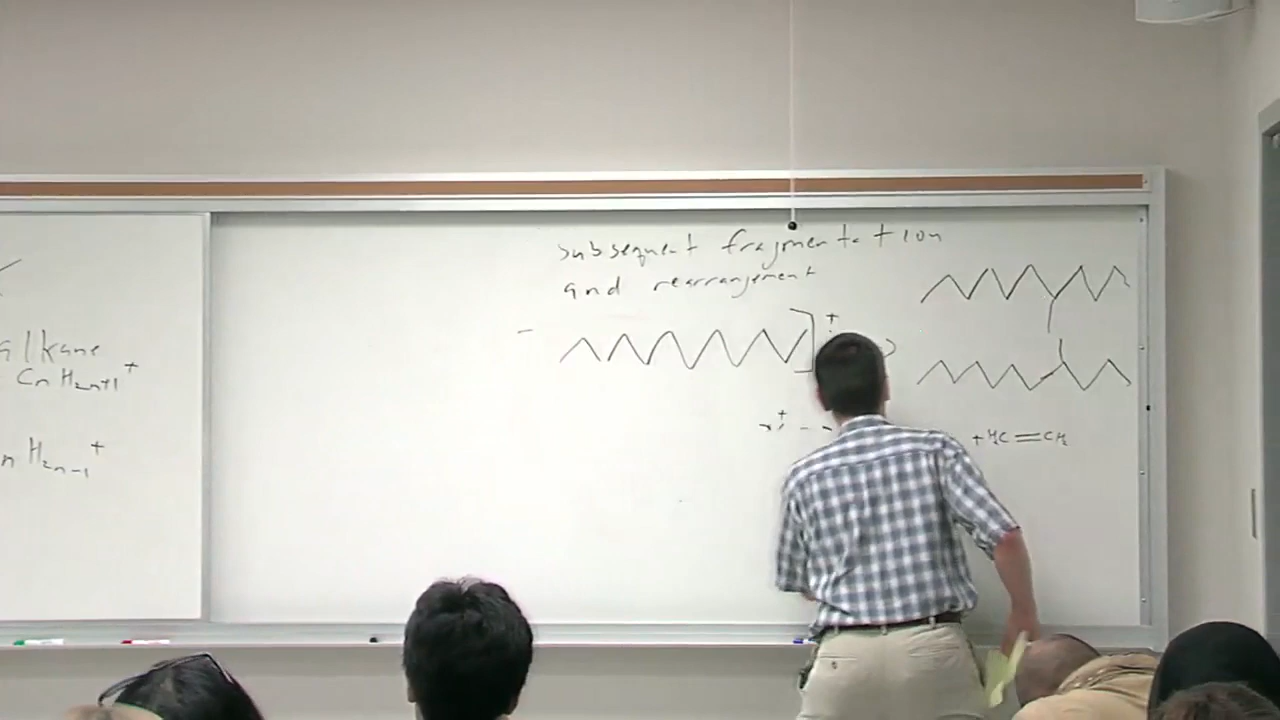 alkane
CnH2n+1+
nH2n-1+
subsequent fragmentation
and rearrangement
+
+H2C=CH2